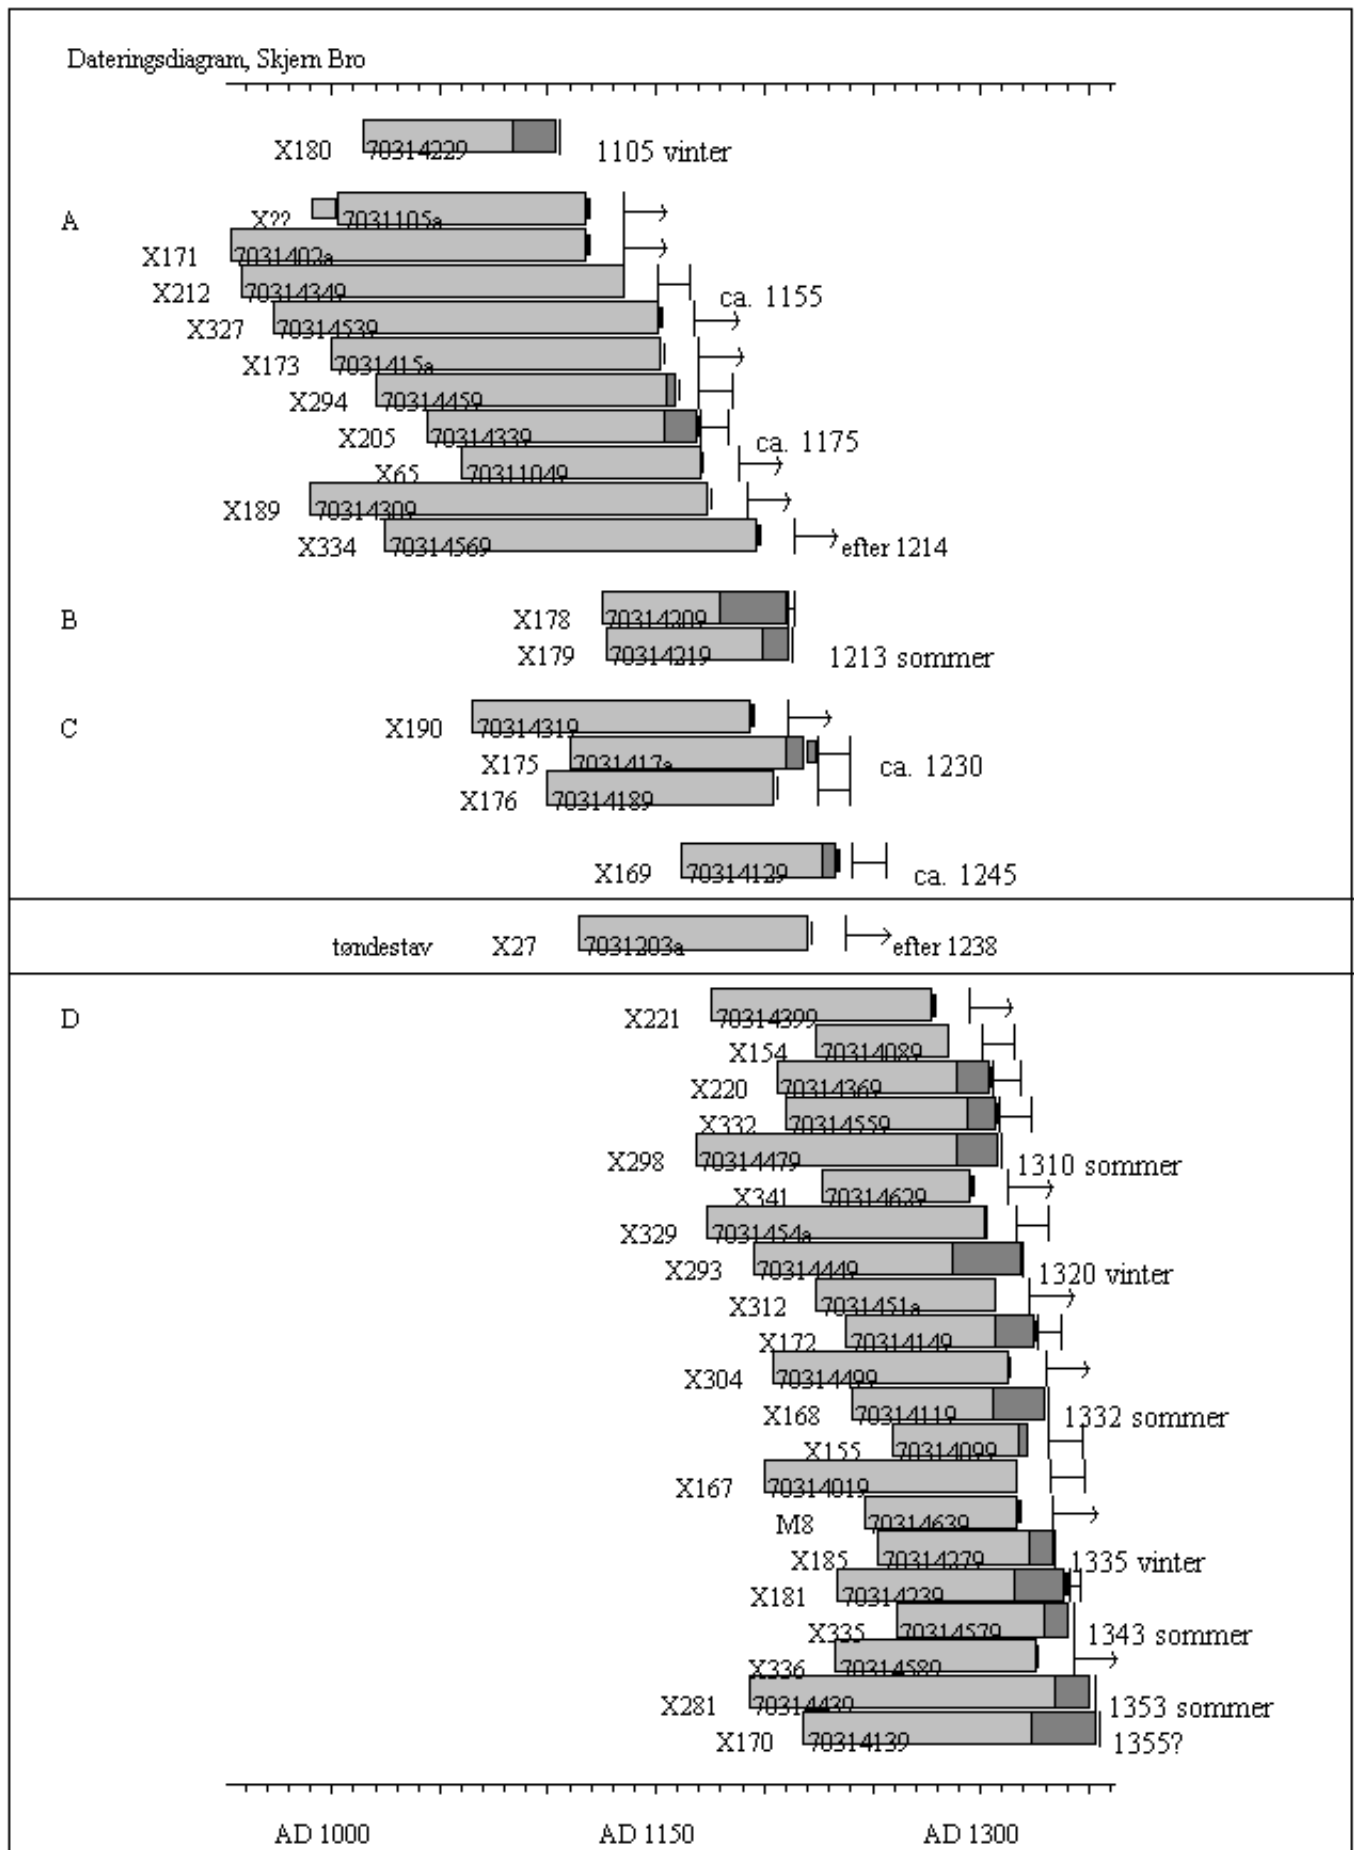 Dateringsdiagram, Skjern Bro
X180 70314229 1105 vinter
A X?? 7031105a
X171 7031402a
X212 70314349 ca. 1155
X327 70314539
X173 7031415a
X294 70314459
X205 70314339 ca. 1175
X65 70311049
X189 70314309
X334 70314569 efter 1214
B X178 70314209
X179 70314219 1213 sommer
C X190 70314319
X175 7031417a ca. 1230
X176 70314189
X169 70314129 ca. 1245
tøndestav X27 7031203a efter 1238
D X221 70314399
X154 70314089
X220 70314369
X332 70314559
X298 70314479 1310 sommer
X341 70314629
X329 7031454a
X293 70314449 1320 vinter
X312 7031451a
X172 70314149
X304 70314499
X168 70314119 1332 sommer
X155 70314099
X167 70314019
M8 70314639
X185 70314279 1335 vinter
X181 70314239
X335 70314579 1343 sommer
X336 70314589
X281 70314439 1353 sommer
X170 70314139 1355?
AD 1000 AD 1150 AD 1300